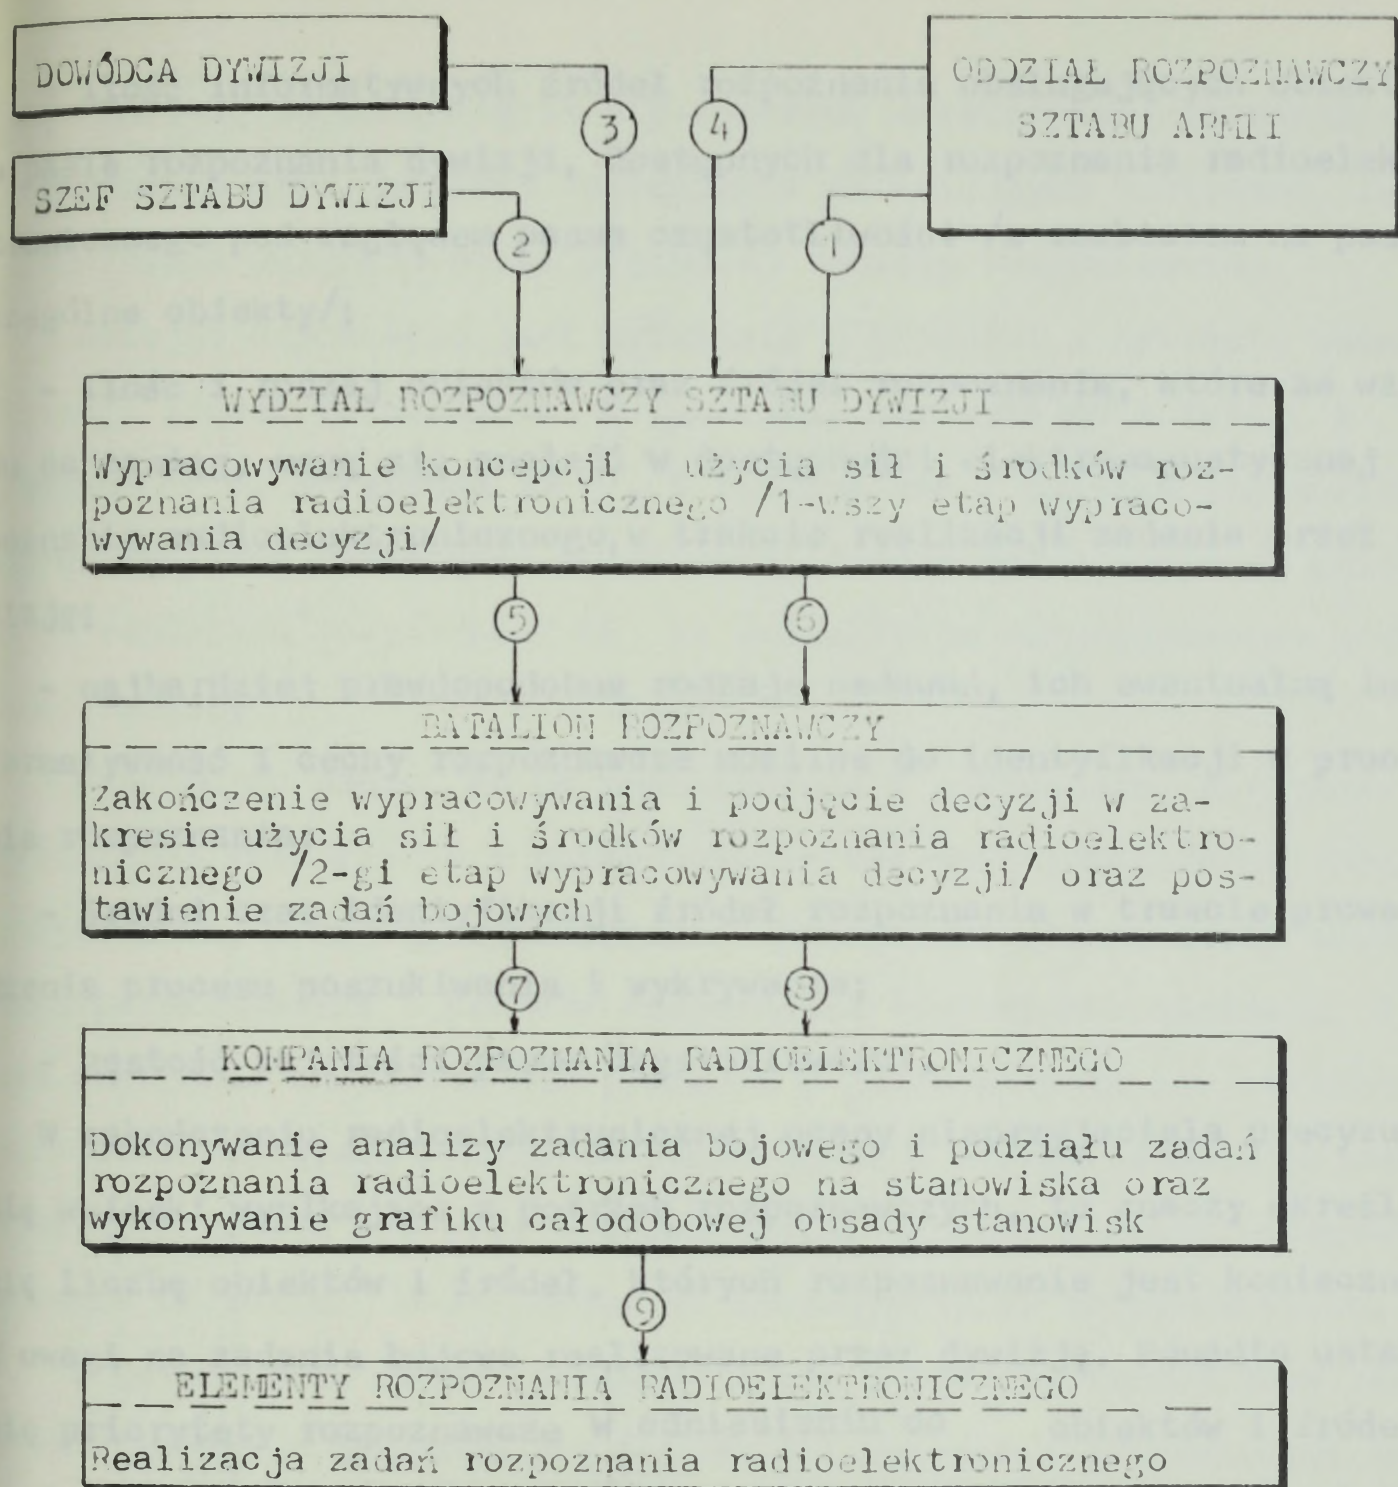 DOWÓDCA DYWIZJI
SZEF SZTABU DYWIZJI
ODDZIAŁ ROZPOZNAWCZY
SZTABU ARMII
3
4
2
1
WYDZIAŁ ROZPOZNAWCZY SZTABU DYWIZJI
Wypracowywanie koncepcji użycia sił i środków roz-
poznania radioelektronicznego /1-wszy etap wypraco-
wywania decyzji/
5
6
BATALION ROZPOZNAWCZY
Zakończenie wypracowywania i podjęcie decyzji w za-
kresie użycia sił i środków rozpoznania radioelektro-
nicznego /2-gi etap wypracowywania decyzji/ oraz pos-
tawienie zadań bojowych
7
8
KOMPANIA ROZPOZNANIA RADIOELEKTRONICZNEGO
Dokonywanie analizy zadania bojowego i podziału zadań
rozpoznania radioelektronicznego na stanowiska oraz
wykonywanie grafiku całodobowej obsady stanowisk
9
ELEMENTY ROZPOZNANIA RADIOELEKTRONICZNEGO
Realizacja zadań rozpoznania radioelektronicznego